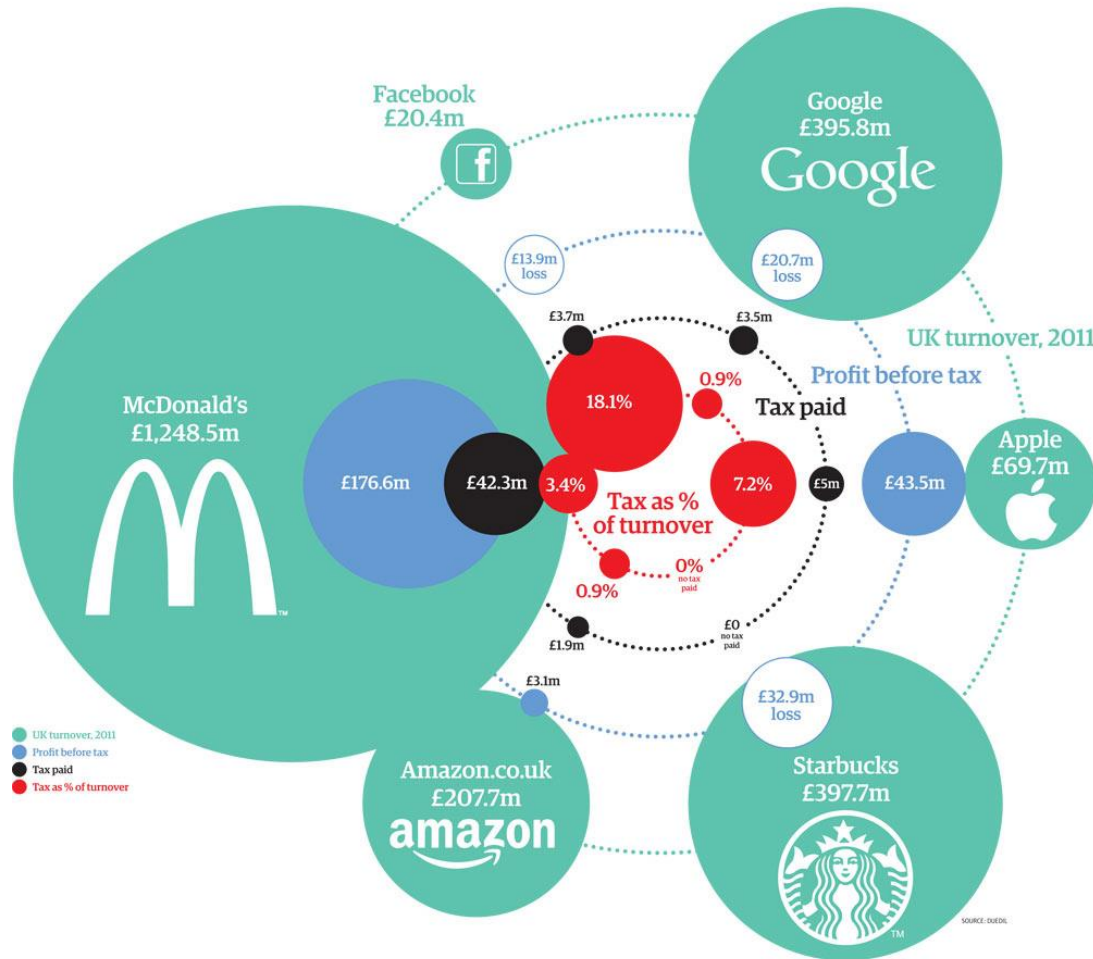 Facebook
£20.4m
f
Google
£395.8m
Google
£13.9m
loss
£20.7m
loss
£3.7m
£3.5m
UK turnover, 2011
Profit before tax
Tax paid
0.9%
18.1%
McDonald's
£1,248.5m
TM
£176.6m
£42.3m
3.4%
7.2%
£5m
£43.5m
Apple
£69.7m
Tax as %
of turnover
0%
no tax
paid
0.9%
£1.9m
£0
no tax
paid
£3.1m
£32.9m
loss
UK turnover, 2011
Profit before tax
Tax paid
Tax as % of turnover
Amazon.co.uk
£207.7m
amazon
Starbucks
£397.7m
TM
SOURCE: DUEDIL